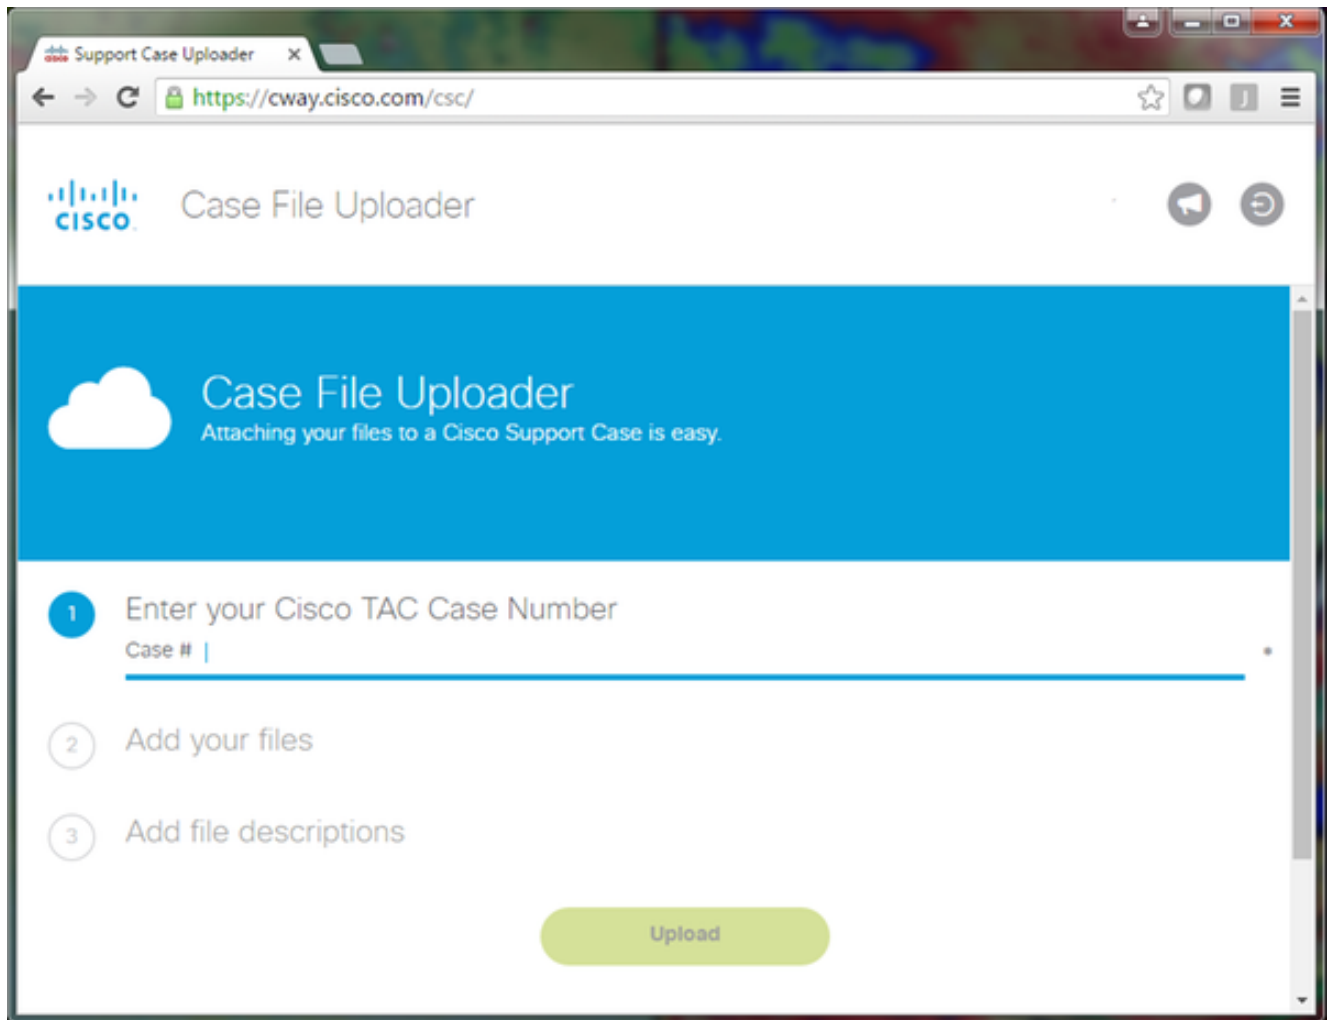 Support Case Uploader
https://cway.cisco.com/csc/
CISCO
Case File Uploader
Case File Uploader
Attaching your files to a Cisco Support Case is easy.
1
Enter your Cisco TAC Case Number
Case #
2
Add your files
3
Add file descriptions
Upload